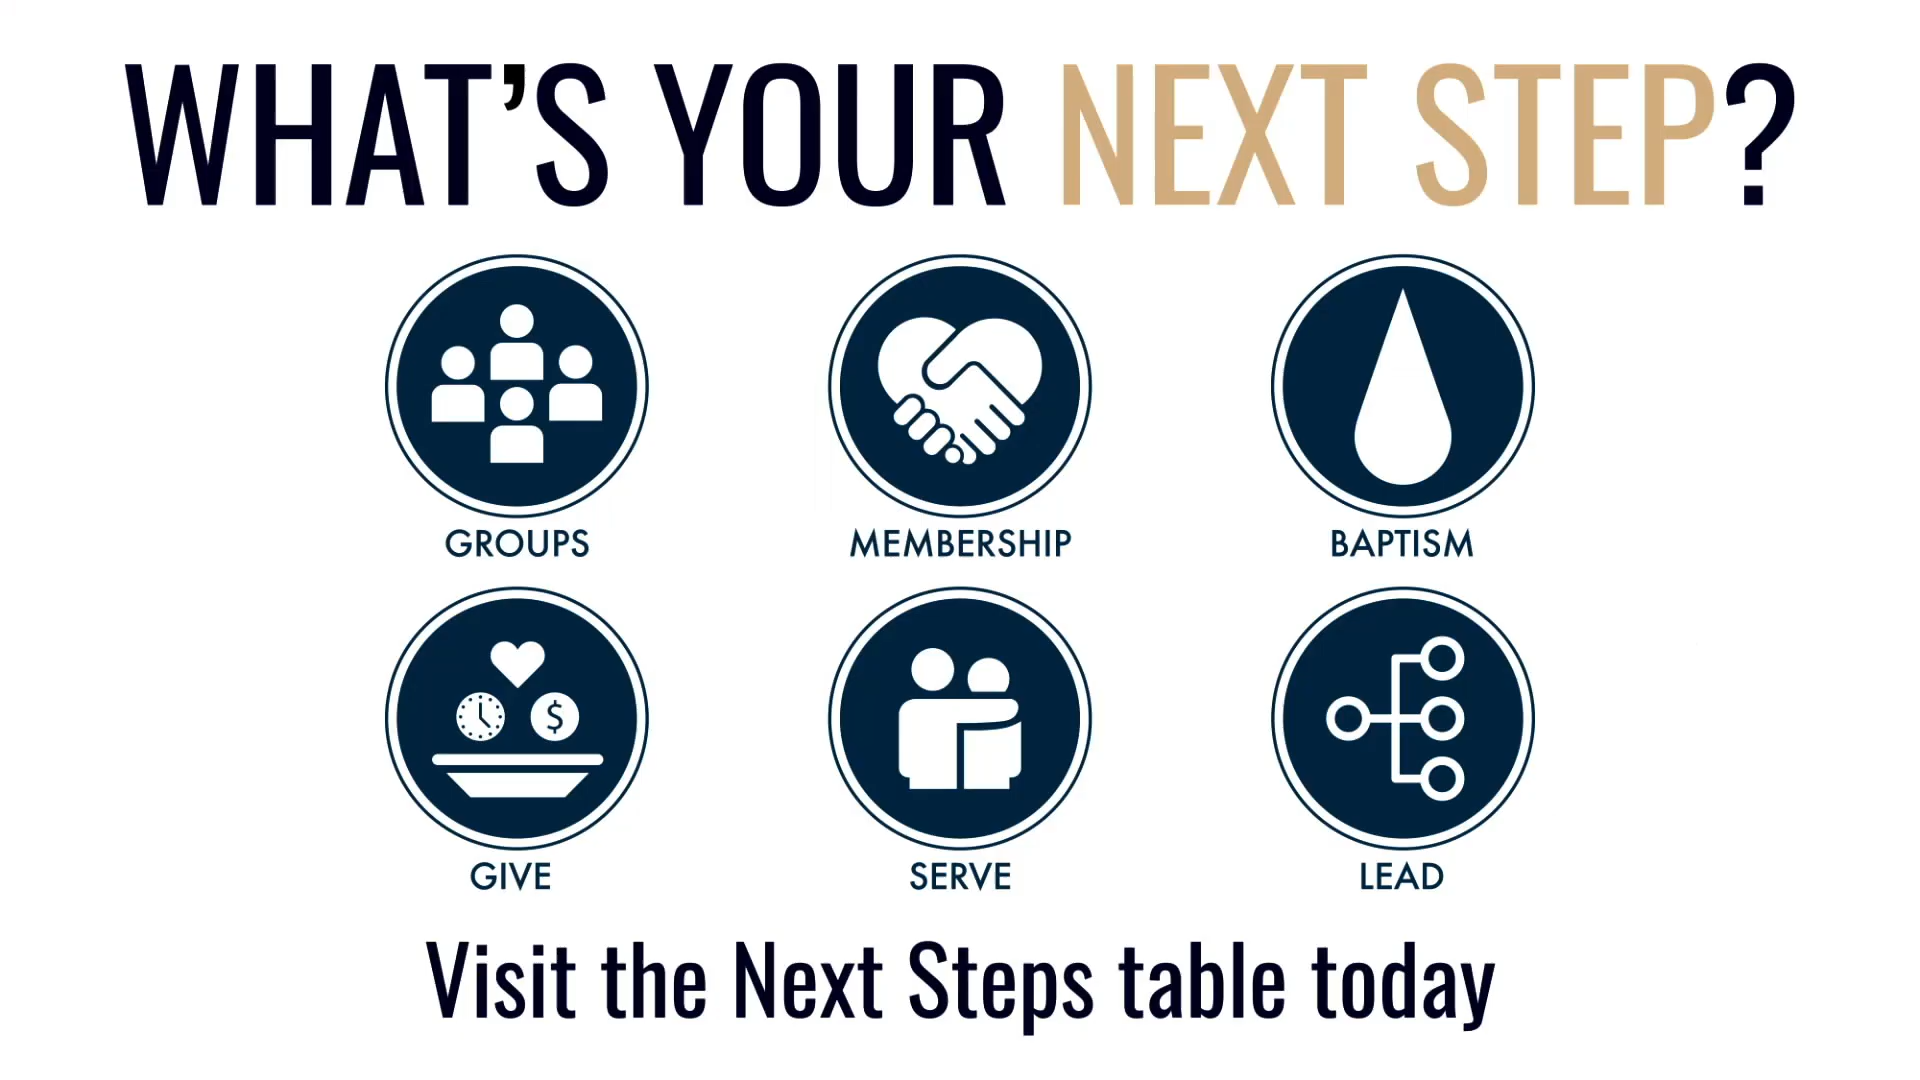 WHAT’S YOUR NEXT STEP?
GROUPS MEMBERSHIP BAPTISM
$
GIVE SERVE LEAD
Visit the Next Steps table today